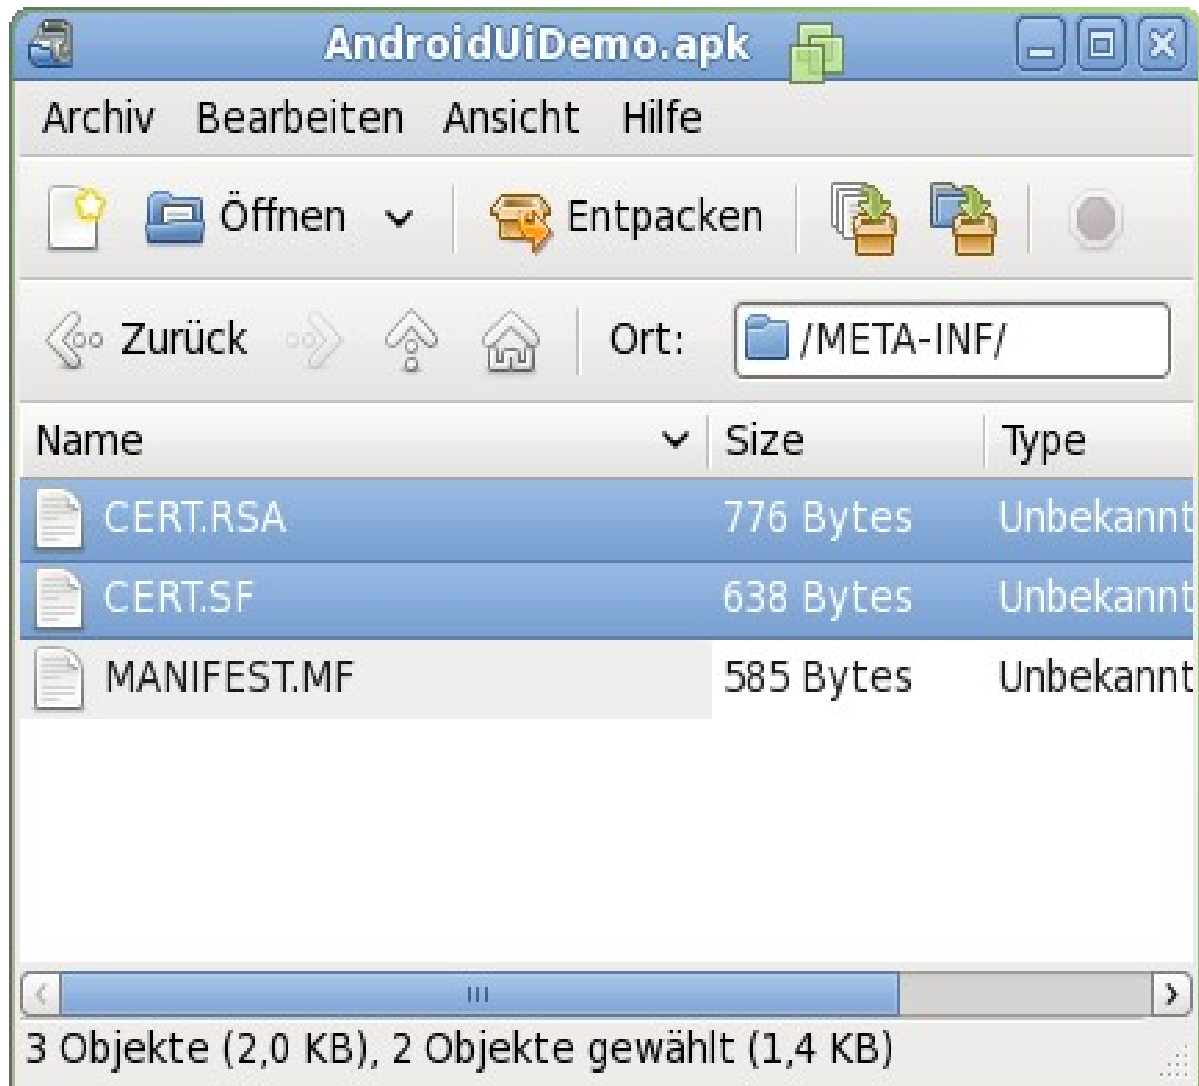 AndroidUiDemo.apk
Archiv Bearbeiten Ansicht Hilfe
Öffnen Entpacken
Zurück Ort: /META-INF/
Name Size Type
CERT.RSA 776 Bytes Unbekannt
CERT.SF 638 Bytes Unbekannt
MANIFEST.MF 585 Bytes Unbekannt
3 Objekte (2,0 KB), 2 Objekte gewählt (1,4 KB)